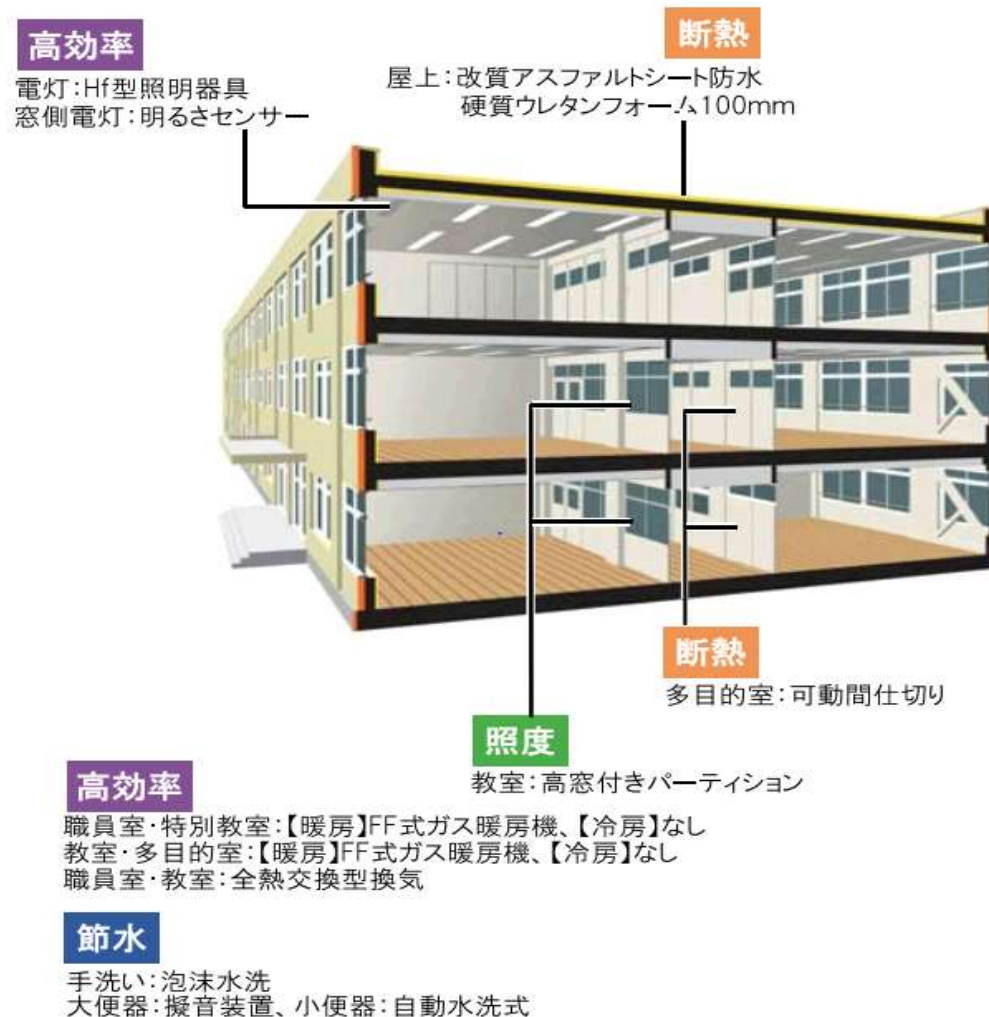 高効率
電灯：Hf型照明器具
窓側電灯：明るさセンサー
断熱
屋上：改質アスファルトシート防水
硬質ウレタンフォーム100mm
断熱
多目的室：可動間仕切り
照度
教室：高窓付きパーティション
高効率
職員室・特別教室：【暖房】FF式ガス暖房機、【冷房】なし
教室・多目的室：【暖房】FF式ガス暖房機、【冷房】なし
職員室・教室：全熱交換型換気
節水
手洗い：泡沫水洗
大便器：擬音装置、小便器：自動水洗式